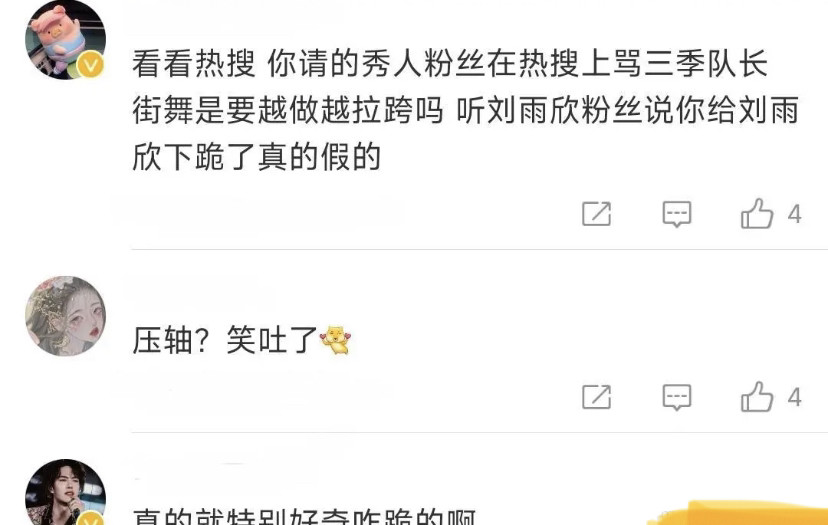 看看热搜 你请的秀人粉丝在热搜上骂三季队长
街舞是要越做越拉跨吗 听刘雨欣粉丝说你给刘雨
欣下跪了真的假的
4
压轴？笑吐了
4
真的就特别好奇咋跪的啊